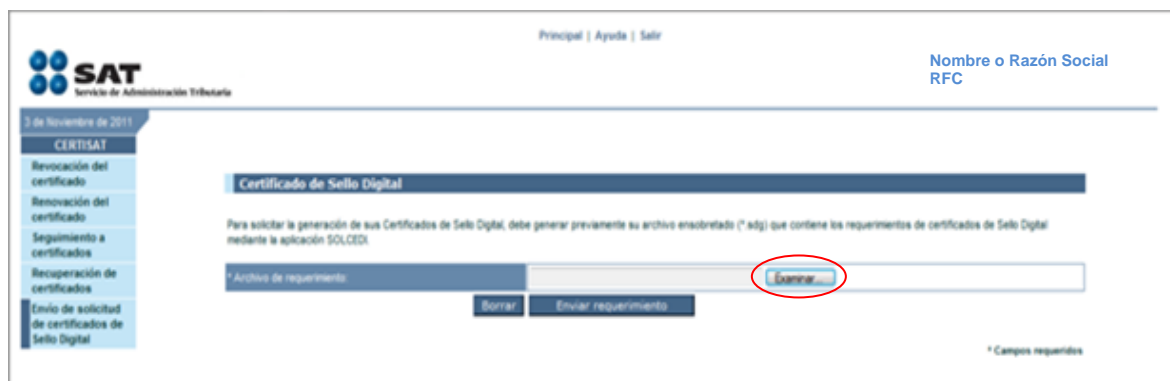 Principal | Ayuda | Salir
SAT
Servicio de Administración Tributaria
Nombre o Razón Social
RFC
3 de Noviembre de 2011
CERTISAT
Revocación del
certificado
Renovación del
certificado
Seguimiento a
certificados
Recuperación de
certificados
Envío de solicitud
de certificados de
Sello Digital
Certificado de Sello Digital
Para solicitar la generación de sus Certificados de Sello Digital, debe generar previamente su archivo ensobretado (*.sdg) que contiene los requerimientos de certificados de Sello Digital
mediante la aplicación SOLCEDI.
* Archivo de requerimiento:
Examinar...
Borrar
Enviar requerimiento
* Campos requeridos